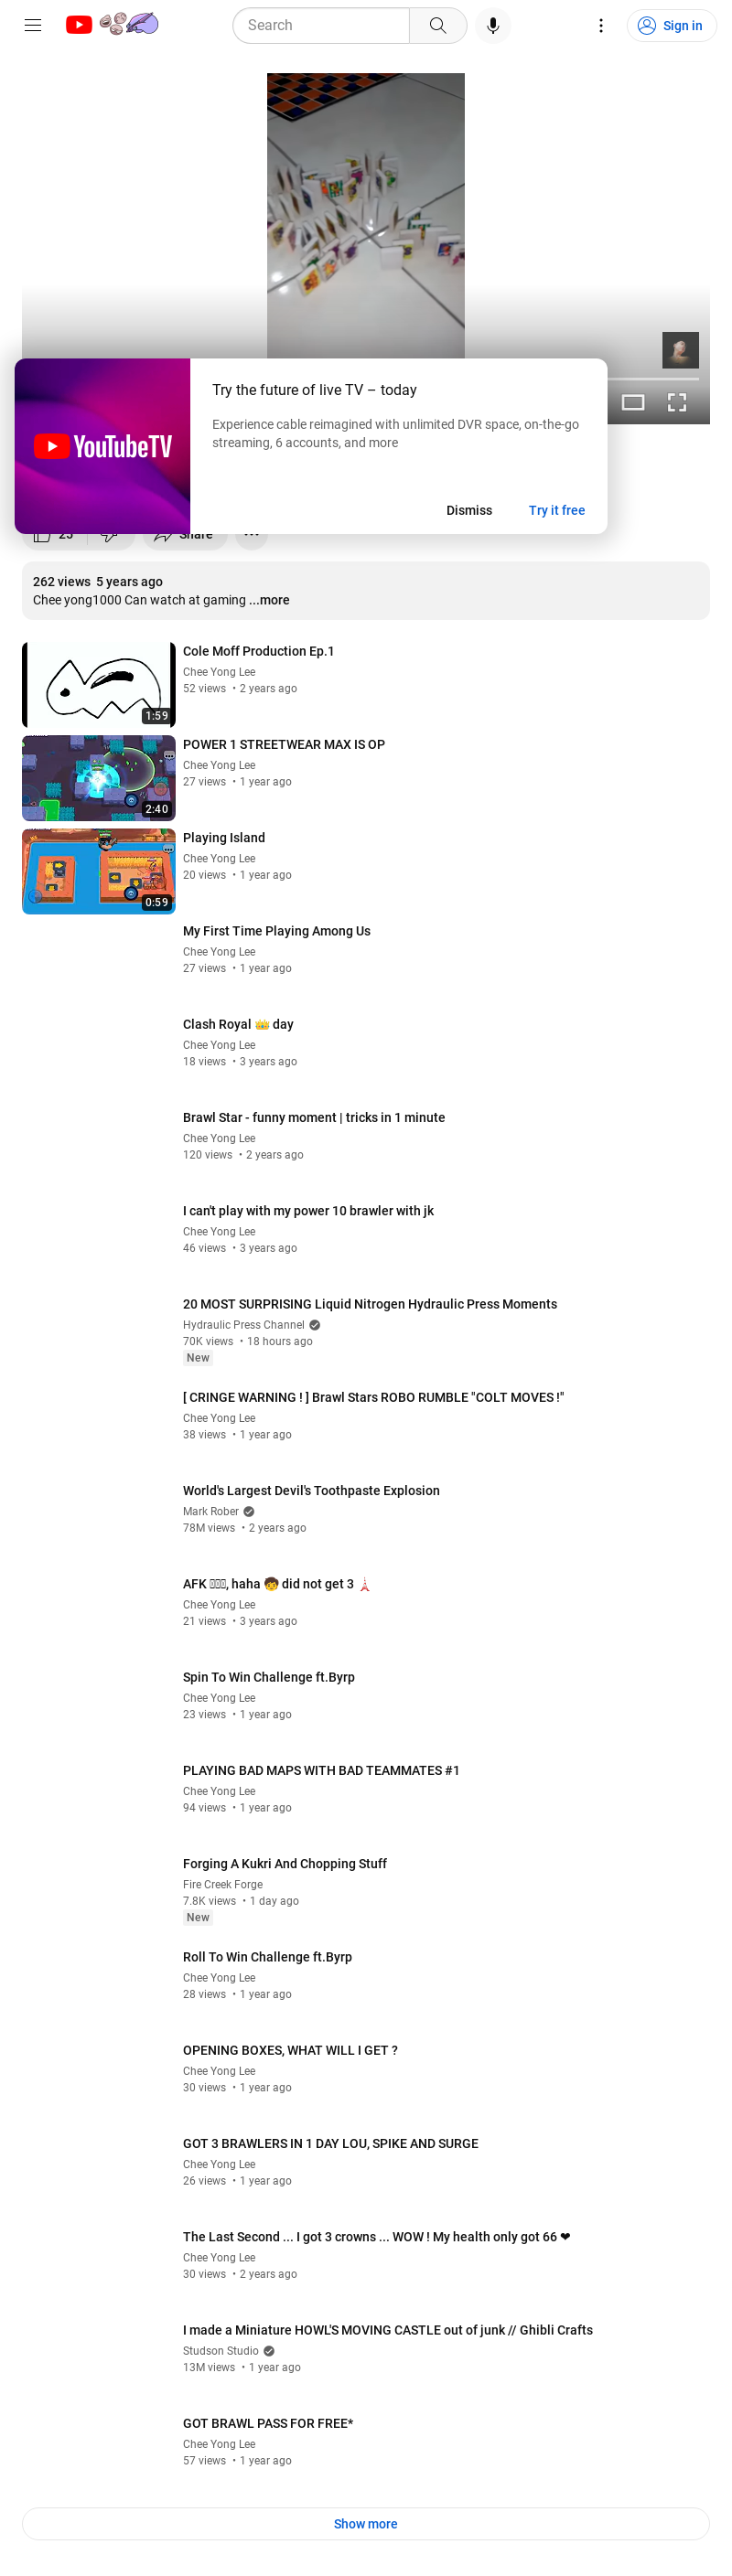 Search
Sign in
YouTubeTV
Try the future of live TV – today
Experience cable reimagined with unlimited DVR space, on-the-go
streaming, 6 accounts, and more
Dismiss
Try it free
25
Share
262 views 5 years ago
Chee yong1000 Can watch at gaming ...more
Cole Moff Production Ep.1
Chee Yong Lee
52 views • 2 years ago
1:59
POWER 1 STREETWEAR MAX IS OP
Chee Yong Lee
27 views • 1 year ago
2:40
Playing Island
Chee Yong Lee
20 views • 1 year ago
0:59
My First Time Playing Among Us
Chee Yong Lee
27 views • 1 year ago
Clash Royal 👑 day
Chee Yong Lee
18 views • 3 years ago
Brawl Star - funny moment | tricks in 1 minute
Chee Yong Lee
120 views • 2 years ago
I can't play with my power 10 brawler with jk
Chee Yong Lee
46 views • 3 years ago
20 MOST SURPRISING Liquid Nitrogen Hydraulic Press Moments
Hydraulic Press Channel
70K views • 18 hours ago
New
[ CRINGE WARNING ! ] Brawl Stars ROBO RUMBLE "COLT MOVES !"
Chee Yong Lee
38 views • 1 year ago
World's Largest Devil's Toothpaste Explosion
Mark Rober
78M views • 2 years ago
AFK , haha 🧒 did not get 3 🗼
Chee Yong Lee
21 views • 3 years ago
Spin To Win Challenge ft.Byrp
Chee Yong Lee
23 views • 1 year ago
PLAYING BAD MAPS WITH BAD TEAMMATES #1
Chee Yong Lee
94 views • 1 year ago
Forging A Kukri And Chopping Stuff
Fire Creek Forge
7.8K views • 1 day ago
New
Roll To Win Challenge ft.Byrp
Chee Yong Lee
28 views • 1 year ago
OPENING BOXES, WHAT WILL I GET ?
Chee Yong Lee
30 views • 1 year ago
GOT 3 BRAWLERS IN 1 DAY LOU, SPIKE AND SURGE
Chee Yong Lee
26 views • 1 year ago
The Last Second ... I got 3 crowns ... WOW ! My health only got 66 ❤
Chee Yong Lee
30 views • 2 years ago
I made a Miniature HOWL'S MOVING CASTLE out of junk // Ghibli Crafts
Studson Studio
13M views • 1 year ago
GOT BRAWL PASS FOR FREE*
Chee Yong Lee
57 views • 1 year ago
Show more